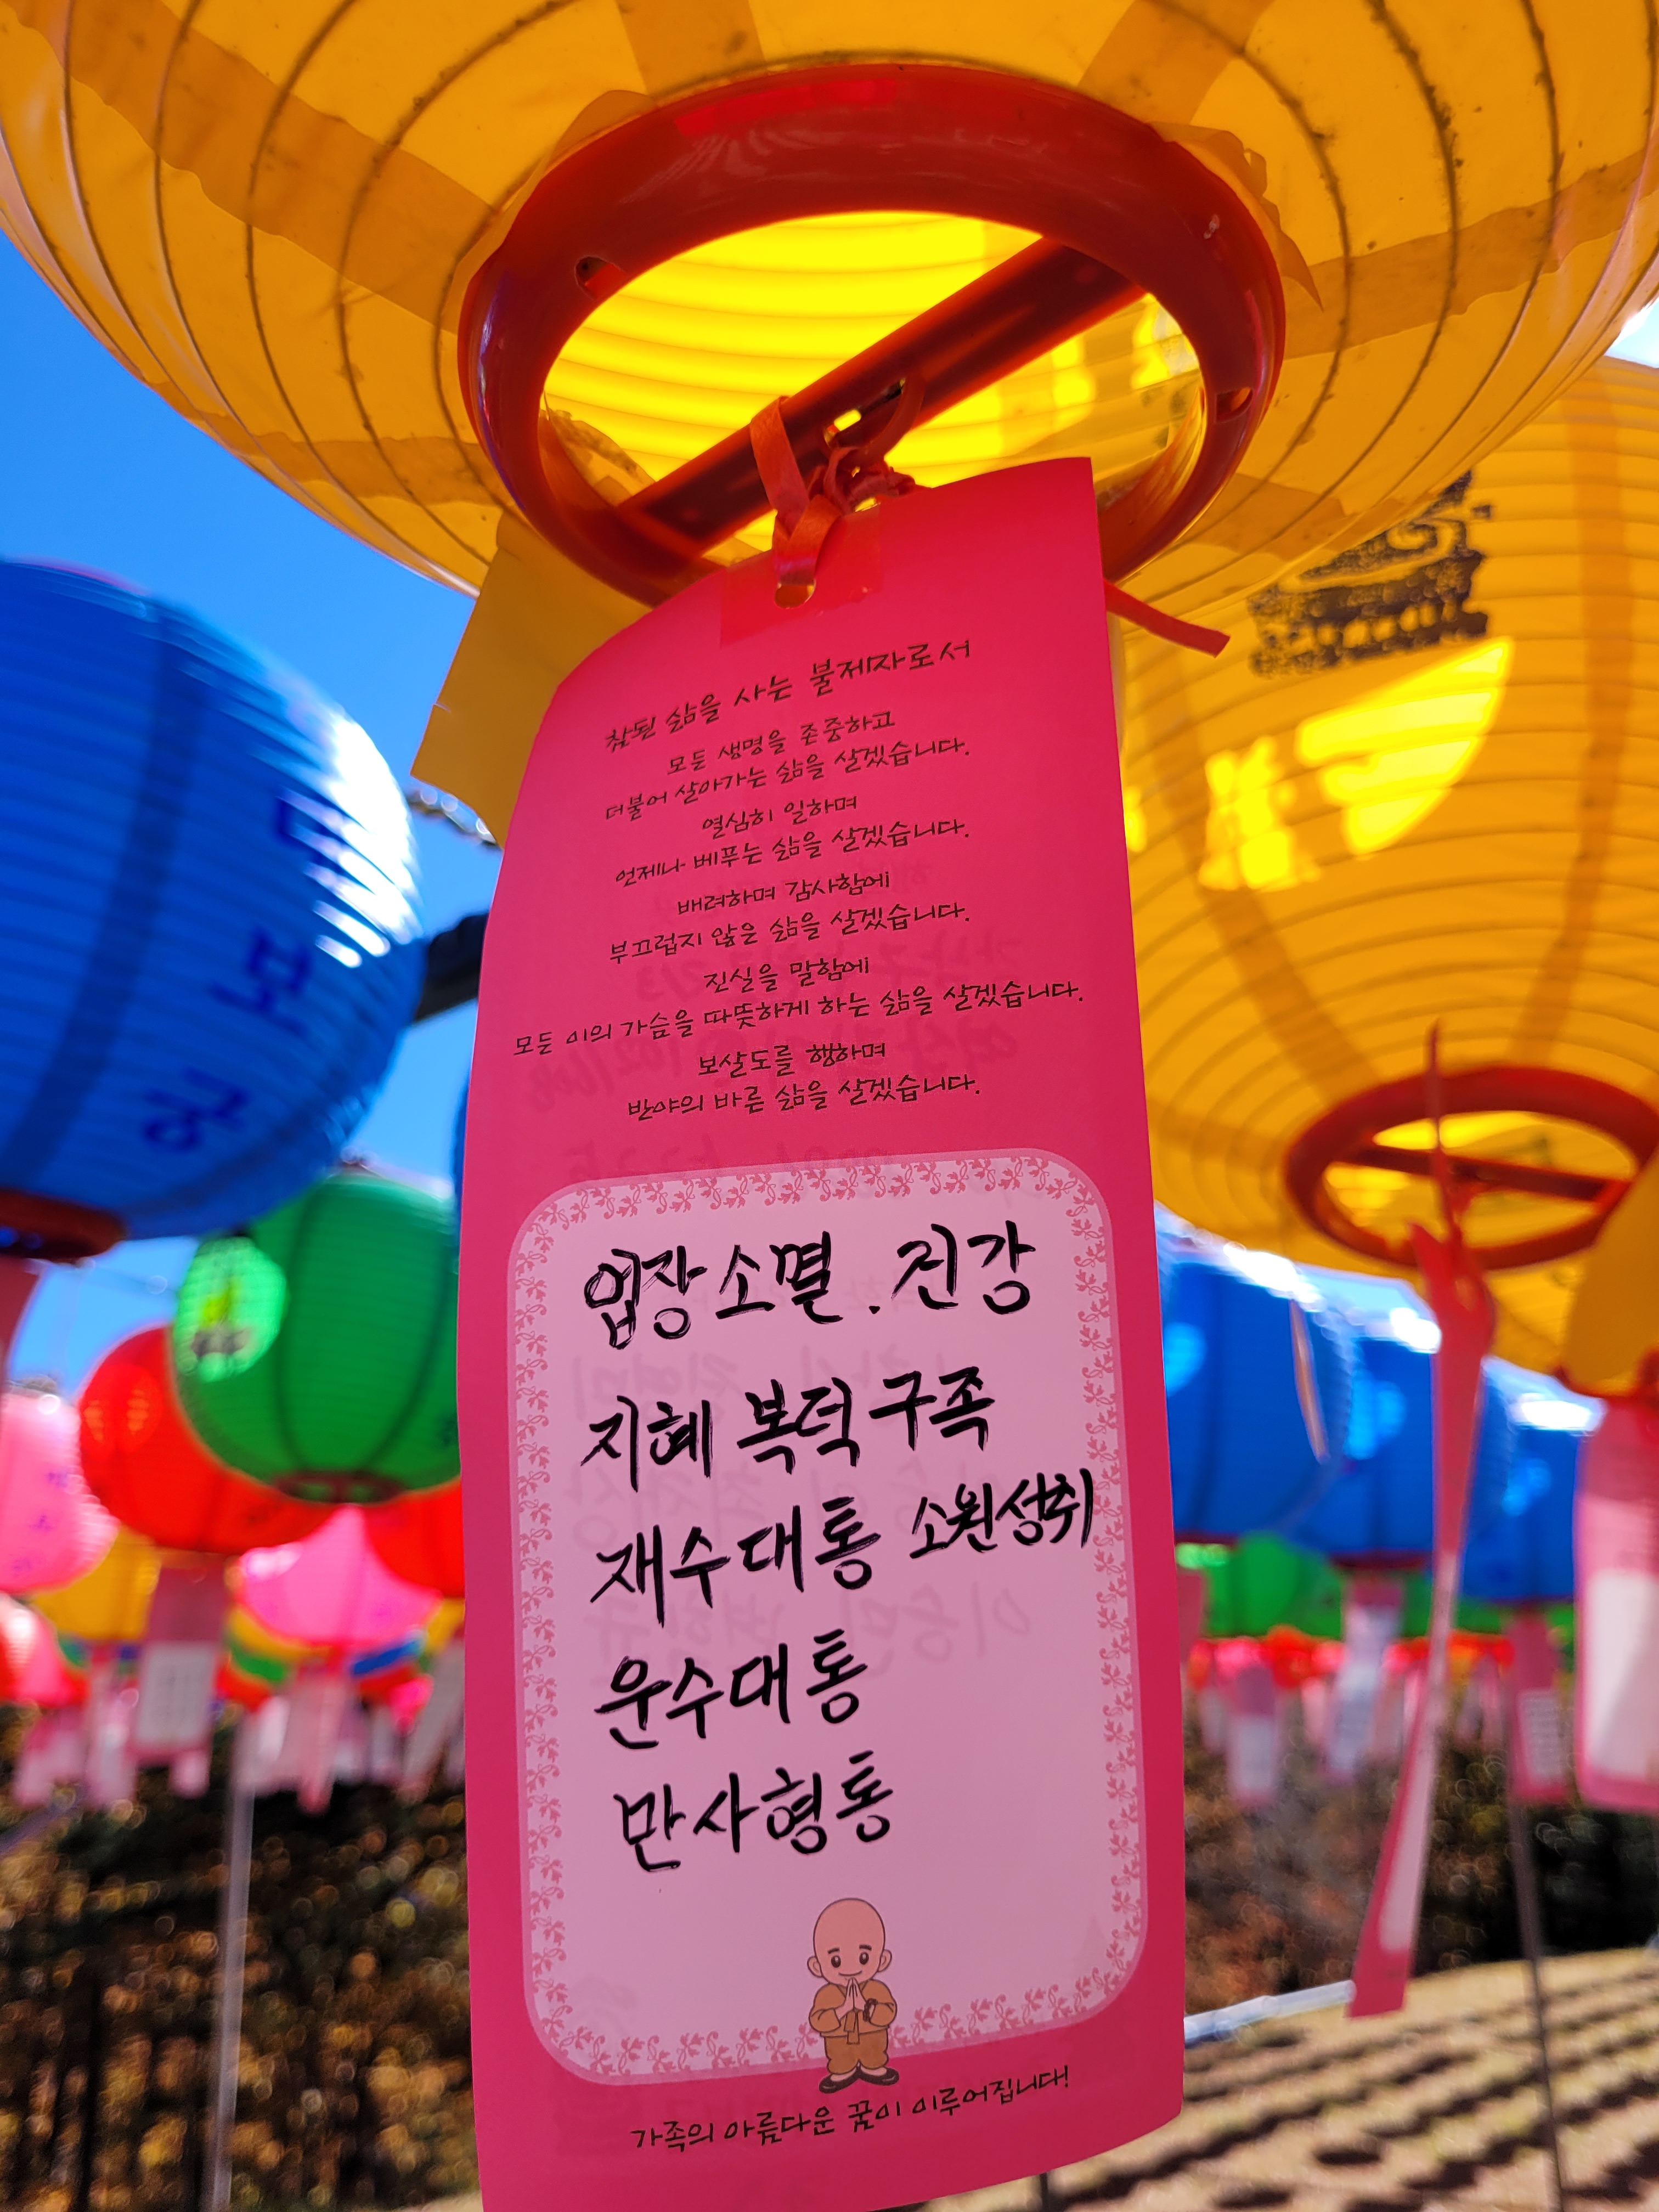 참된 삶을 사는 불제자로서
모든 생명을 존중하고
더불어 살아가는 삶을 살겠습니다.
열심히 일하며
언제나 베푸는 삶을 살겠습니다.
배려하며 감사함에
부끄럽지 않은 삶을 살겠습니다.
진실을 말함에
모든 이의 가슴을 따뜻하게 하는 삶을 살겠습니다.
보살도를 행하며
반야의 바른 삶을 살겠습니다.
업장소멸 . 건강
지혜 복덕 구족
재수대통 소원성취
운수대통
만사형통
가족의 아름다운 꿈이 이루어집니다!